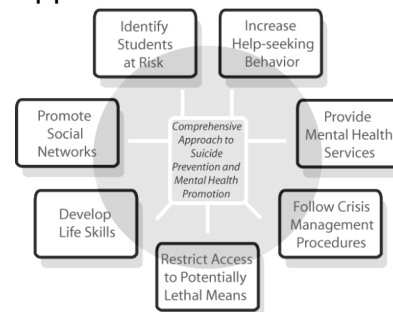 Identify
Students
at Risk
Increase
Help-seeking
Behavior
Promote
Social
Networks
Comprehensive
Approach to
Suicide
Prevention and
Mental Health
Promotion
Provide
Mental Health
Services
Develop
Life Skills
Follow Crisis
Management
Procedures
Restrict Access
to Potentially
Lethal Means